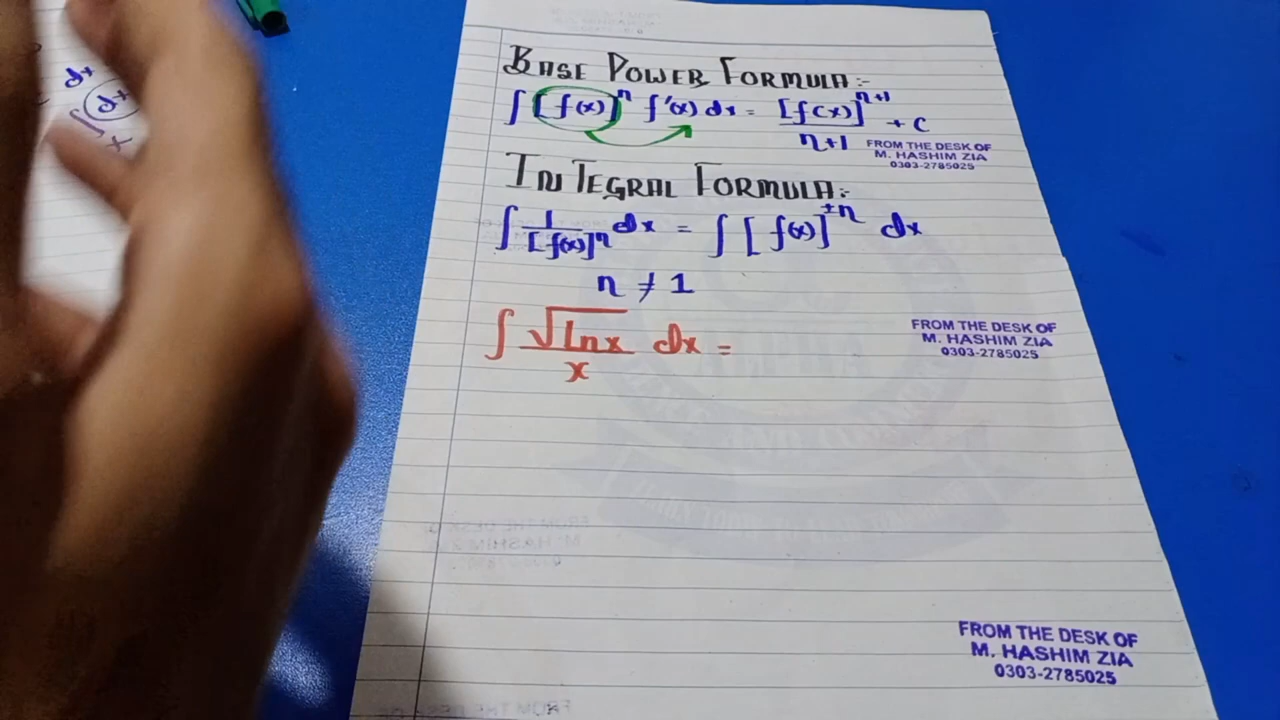 BASE POWER FORMULA:-
∫ [f(x)]ⁿ f'(x) dx = [f(x)]ⁿ⁺¹ / n+1 + c
FROM THE DESK OF
M. HASHIM ZIA
0303-2785025
INTEGRAL FORMULA:-
∫ 1/[f(x)]ⁿ dx = ∫ [f(x)]^±n dx
n ≠ 1
∫ √Lnx / x dx =
FROM THE DESK OF
M. HASHIM ZIA
0303-2785025
FROM THE DESK OF
M. HASHIM ZIA
0303-2785025
dx
∫ dx
x